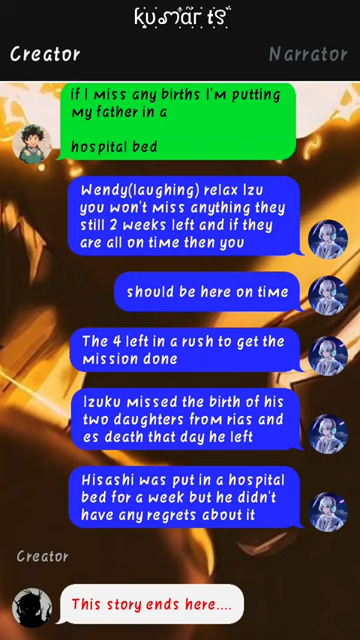 kumar ts
Creator
Narrator
if I miss any births I'm putting
my father in a
hospital bed
Wendy(laughing) relax Izu
you won't miss anything they
still 2 weeks left and if they
are all on time then you
should be here on time
The 4 left in a rush to get the
mission done
Izuku missed the birth of his
two daughters from rias and
es death that day he left
Hisashi was put in a hospital
bed for a week but he didn't
have any regrets about it
Creator
This story ends here....